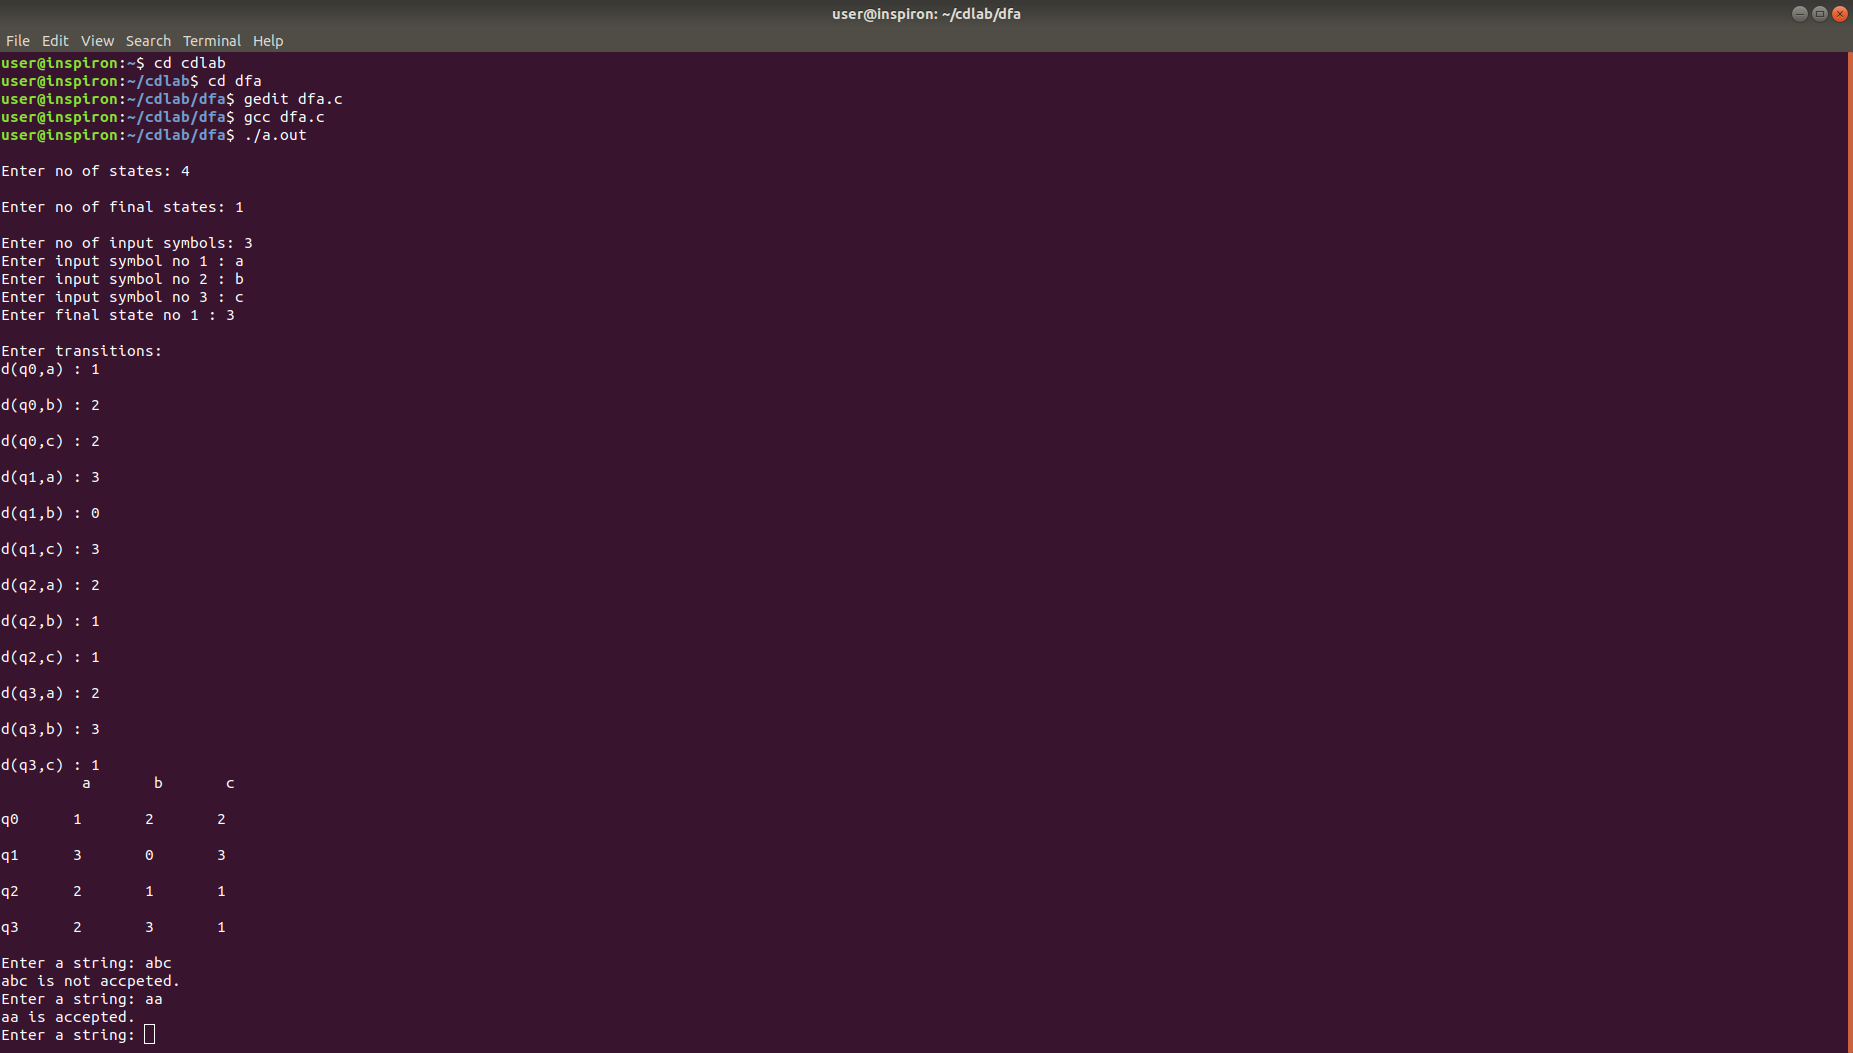 user@inspiron: ~/cdlab/dfa
File Edit View Search Terminal Help
user@inspiron:~$ cd cdlab
user@inspiron:~/cdlab$ cd dfa
user@inspiron:~/cdlab/dfa$ gedit dfa.c
user@inspiron:~/cdlab/dfa$ gcc dfa.c
user@inspiron:~/cdlab/dfa$ ./a.out
Enter no of states: 4
Enter no of final states: 1
Enter no of input symbols: 3
Enter input symbol no 1 : a
Enter input symbol no 2 : b
Enter input symbol no 3 : c
Enter final state no 1 : 3
Enter transitions:
d(q0,a) : 1
d(q0,b) : 2
d(q0,c) : 2
d(q1,a) : 3
d(q1,b) : 0
d(q1,c) : 3
d(q2,a) : 2
d(q2,b) : 1
d(q2,c) : 1
d(q3,a) : 2
d(q3,b) : 3
d(q3,c) : 1
a b c
q0 1 2 2
q1 3 0 3
q2 2 1 1
q3 2 3 1
Enter a string: abc
abc is not accpeted.
Enter a string: aa
aa is accepted.
Enter a string: